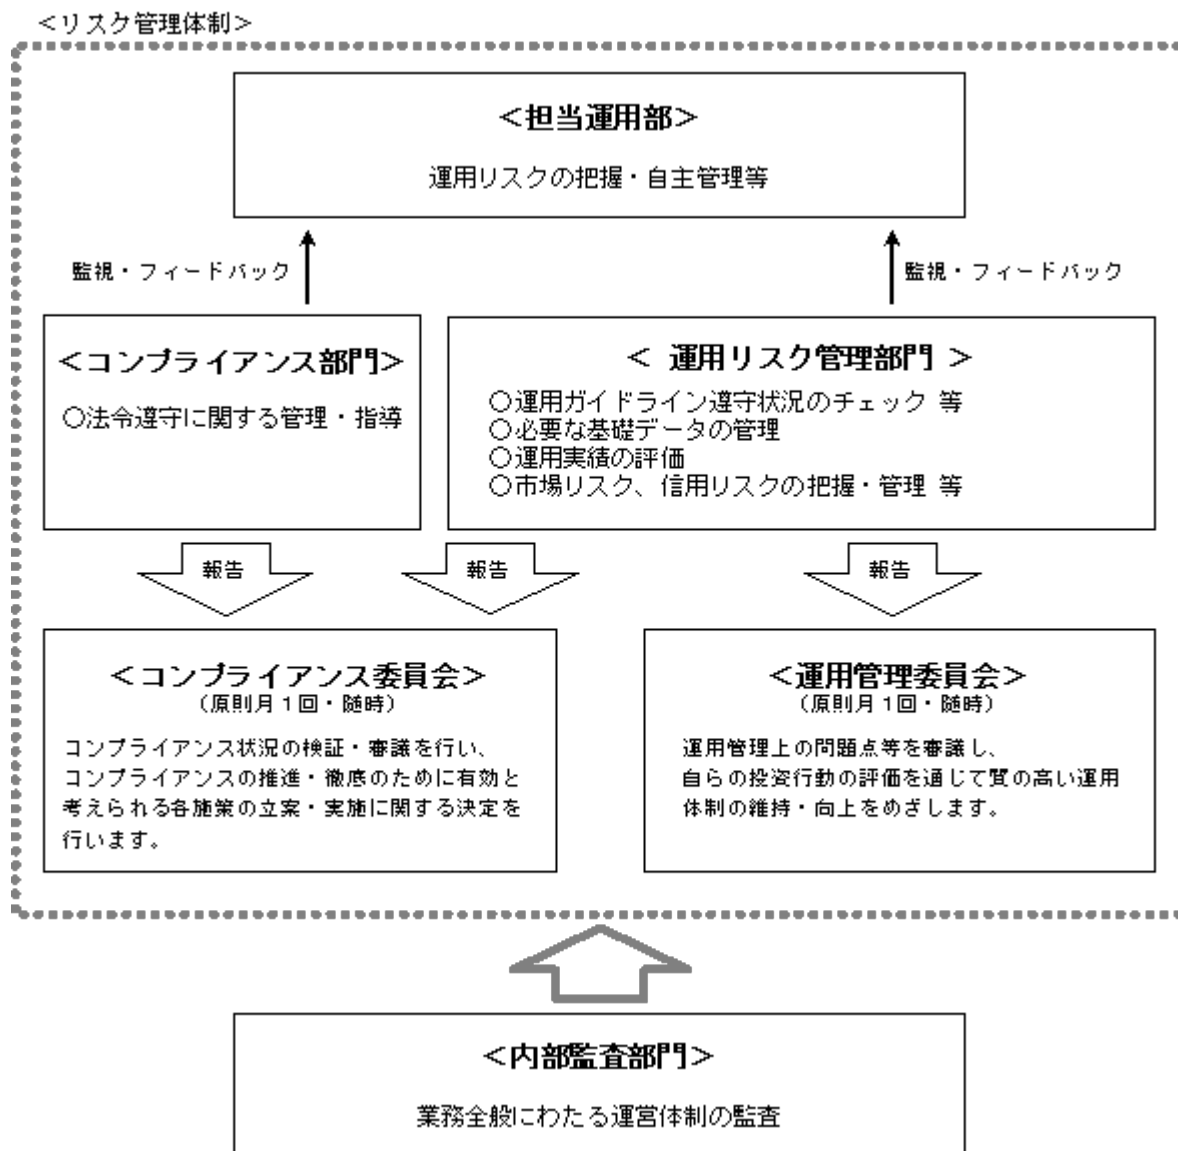 ＜リスク管理体制＞
＜担当運用部＞
運用リスクの把握・自主管理等
監視・フィードバック
監視・フィードバック
＜コンプライアンス部門＞
○法令遵守に関する管理・指導
＜ 運用リスク管理部門 ＞
○運用ガイドライン遵守状況のチェック 等
○必要な基礎データの管理
○運用実績の評価
○市場リスク、信用リスクの把握・管理 等
報告
報告
報告
＜コンプライアンス委員会＞
（原則月１回・随時）
コンプライアンス状況の検証・審議を行い、
コンプライアンスの推進・徹底のために有効と
考えられる各施策の立案・実施に関する決定を
行います。
＜運用管理委員会＞
（原則月１回・随時）
運用管理上の問題点等を審議し、
自らの投資行動の評価を通じて質の高い運用
体制の維持・向上をめざします。
＜内部監査部門＞
業務全般にわたる運営体制の監査